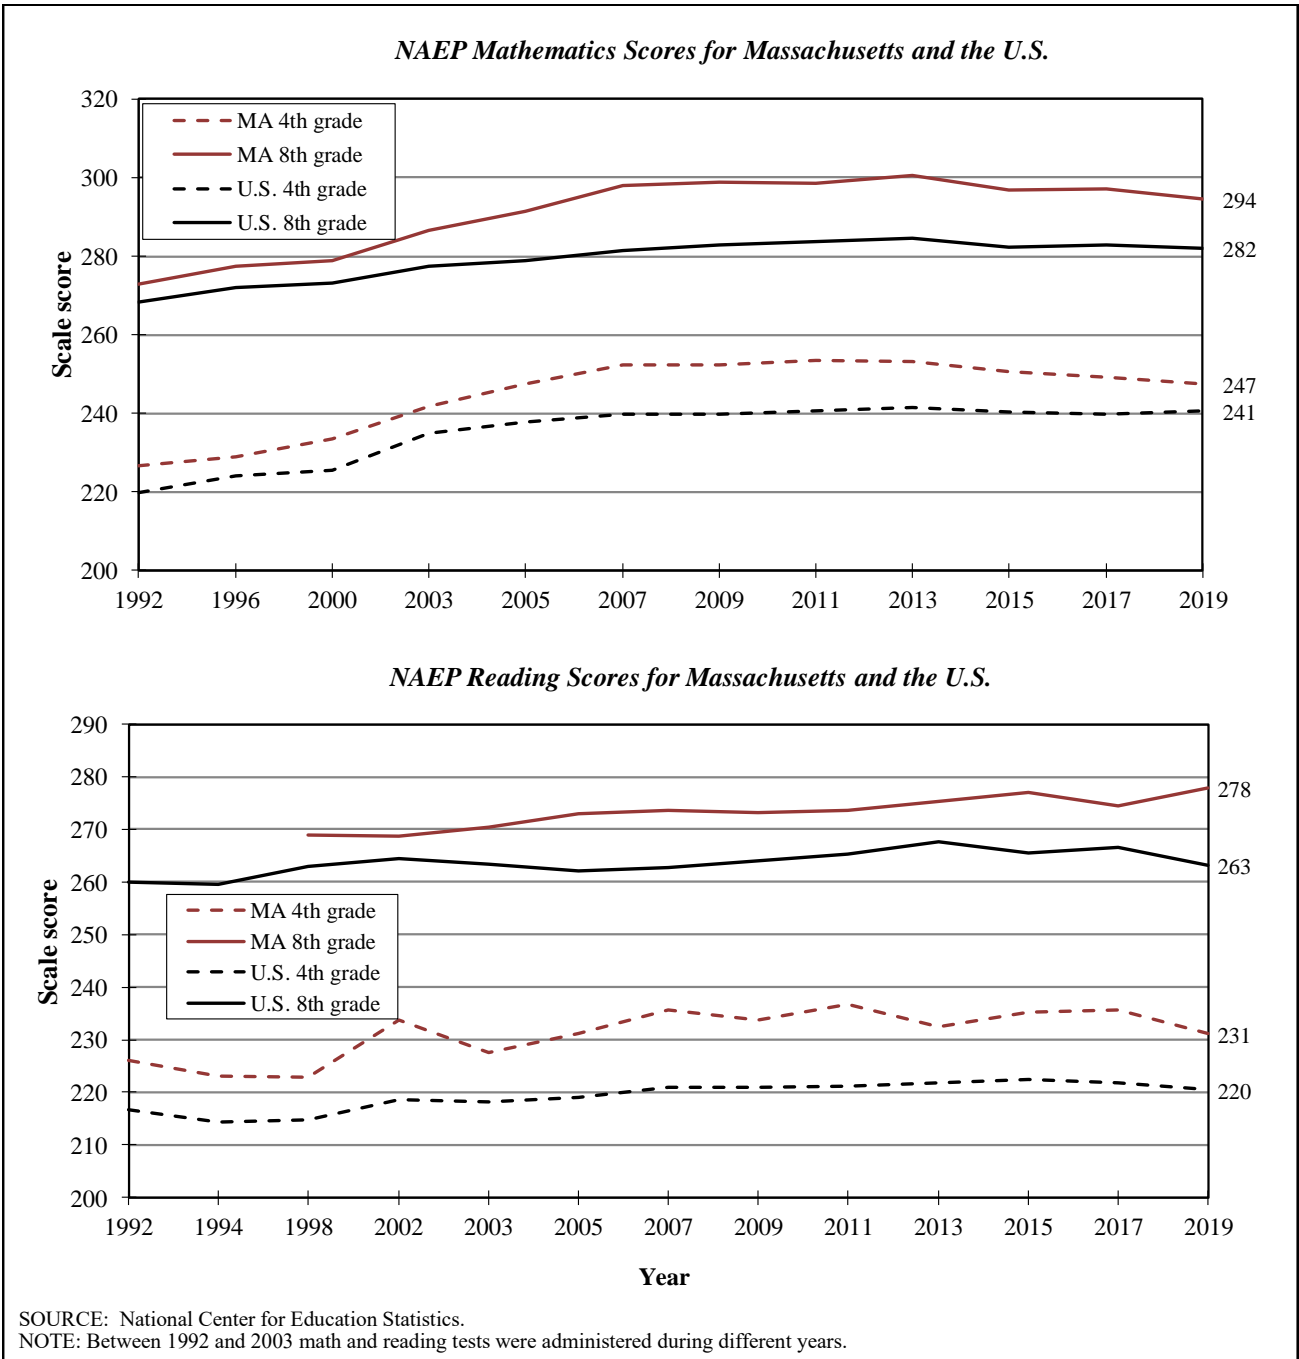 NAEP Mathematics Scores for Massachusetts and the U.S.
320
300
280
260
240
220
200
Scale score
MA 4th grade
MA 8th grade
U.S. 4th grade
U.S. 8th grade
294
282
247
241
1992 1996 2000 2003 2005 2007 2009 2011 2013 2015 2017 2019
NAEP Reading Scores for Massachusetts and the U.S.
290
280
270
260
250
240
230
220
210
200
Scale score
MA 4th grade
MA 8th grade
U.S. 4th grade
U.S. 8th grade
278
263
231
220
1992 1994 1998 2002 2003 2005 2007 2009 2011 2013 2015 2017 2019
Year
SOURCE: National Center for Education Statistics.
NOTE: Between 1992 and 2003 math and reading tests were administered during different years.